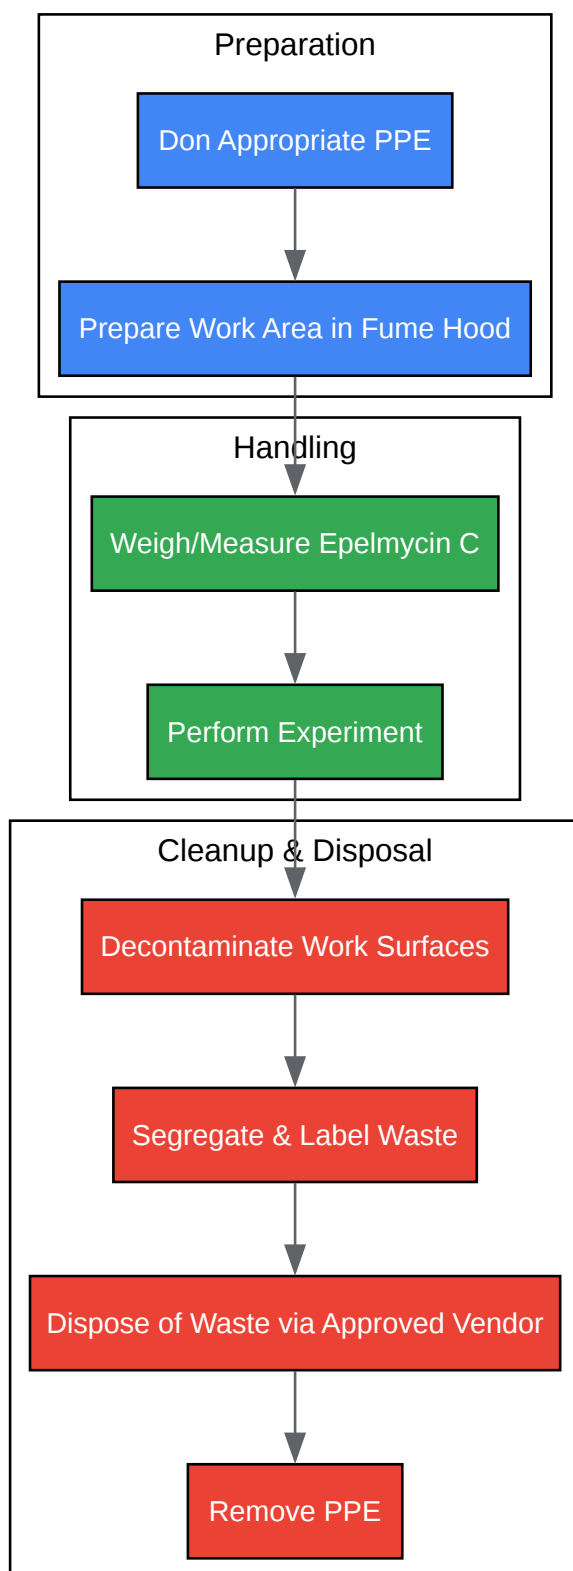 Preparation
Don Appropriate PPE
Prepare Work Area in Fume Hood
Handling
Weigh/Measure Epelmycin C
Perform Experiment
Cleanup & Disposal
Decontaminate Work Surfaces
Segregate & Label Waste
Dispose of Waste via Approved Vendor
Remove PPE